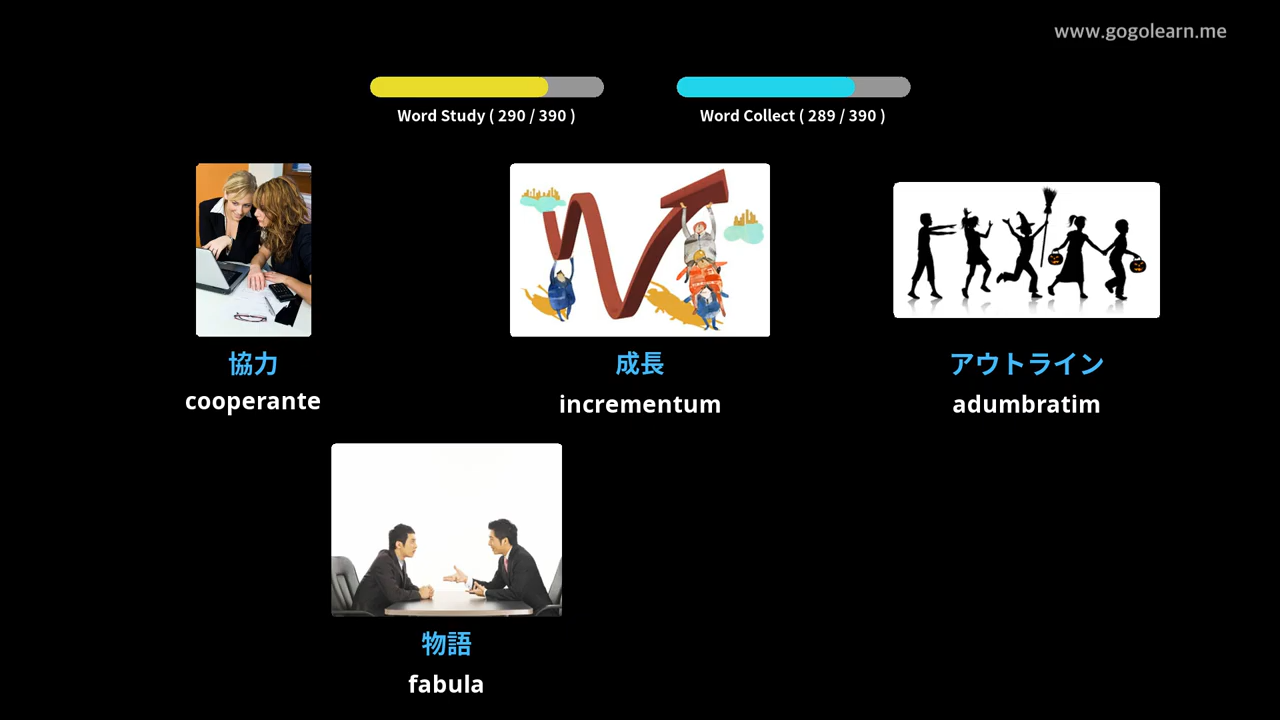 www.gogolearn.me
Word Study ( 290 / 390 )
Word Collect ( 289 / 390 )
協力
cooperante
成長
incrementum
アウトライン
adumbratim
物語
fabula